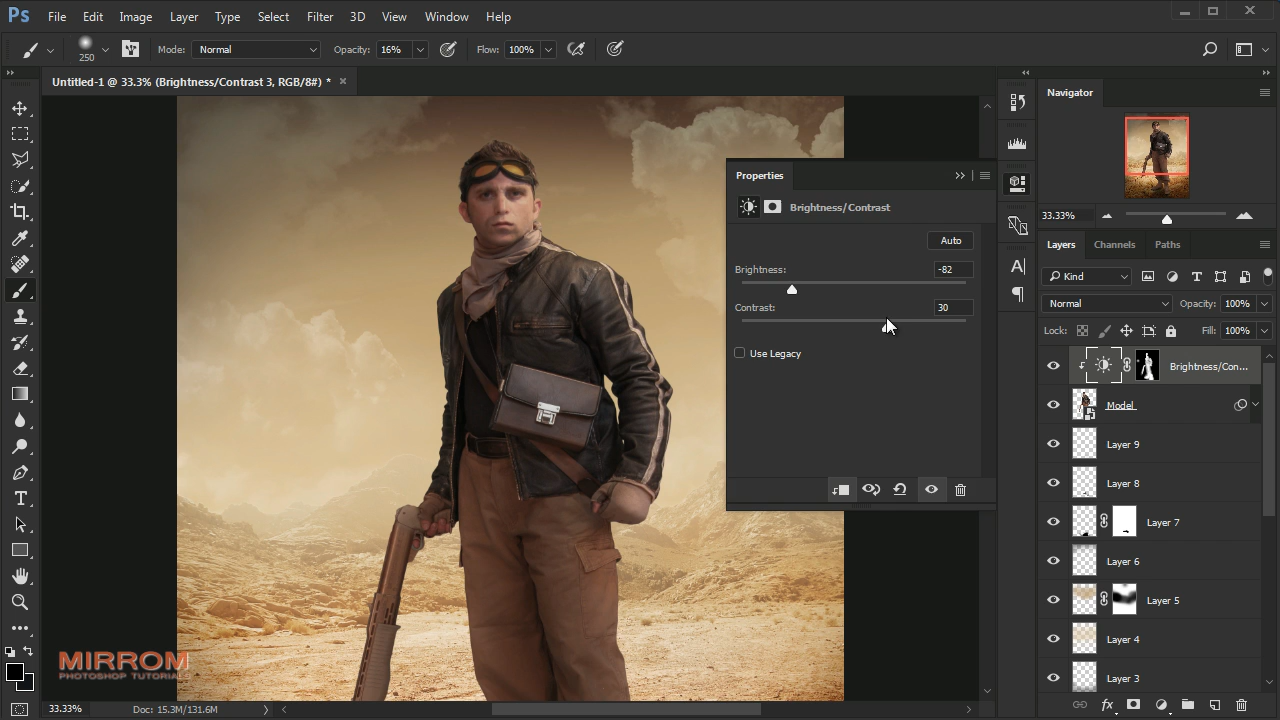 Ps File Edit Image Layer Type Select Filter 3D View Window Help
250 Mode: Normal Opacity: 16% Flow: 100%
Untitled-1 @ 33.3% (Brightness/Contrast 3, RGB/8#) * ×
Properties
Brightness/Contrast
Auto
Brightness: -82
Contrast: 30
Use Legacy
Navigator
33.33%
Layers Channels Paths
Kind
Normal Opacity: 100%
Lock: Fill: 100%
Brightness/Con...
Model
Layer 9
Layer 8
Layer 7
Layer 6
Layer 5
Layer 4
Layer 3
MIRROM
PHOTOSHOP TUTORIALS
33.33% Doc: 15.3M/131.6M